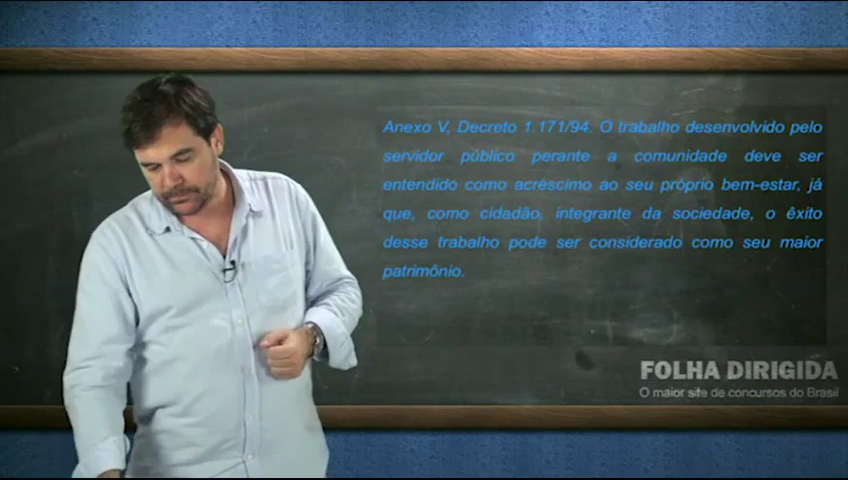 Anexo V, Decreto 1.171/94. O trabalho desenvolvido pelo
servidor público perante a comunidade deve ser
entendido como acréscimo ao seu próprio bem-estar, já
que, como cidadão, integrante da sociedade, o êxito
desse trabalho pode ser considerado como seu maior
patrimônio.
FOLHA DIRIGIDA
O maior site de concursos do Brasil